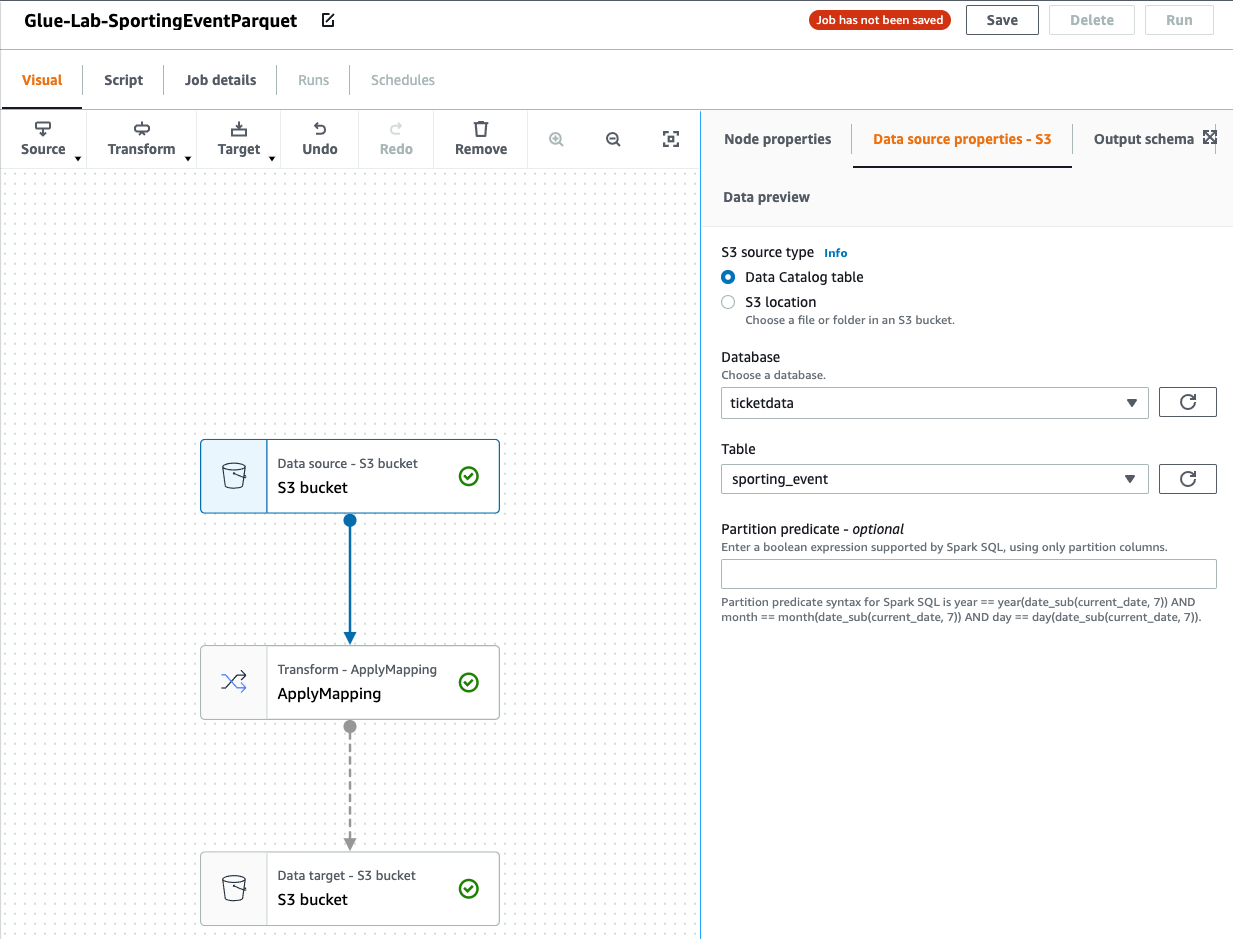 Glue-Lab-SportingEventParquet
Job has not been saved
Save
Delete
Run
Visual
Script
Job details
Runs
Schedules
Source
Transform
Target
Undo
Redo
Remove
Node properties
Data source properties - S3
Output schema
Data preview
S3 source type Info
Data Catalog table
S3 location
Choose a file or folder in an S3 bucket.
Database
Choose a database.
ticketdata
Table
sporting_event
Partition predicate - optional
Enter a boolean expression supported by Spark SQL, using only partition columns.
Partition predicate syntax for Spark SQL is year == year(date_sub(current_date, 7)) AND
month == month(date_sub(current_date, 7)) AND day == day(date_sub(current_date, 7)).
Data source - S3 bucket
S3 bucket
Transform - ApplyMapping
ApplyMapping
Data target - S3 bucket
S3 bucket